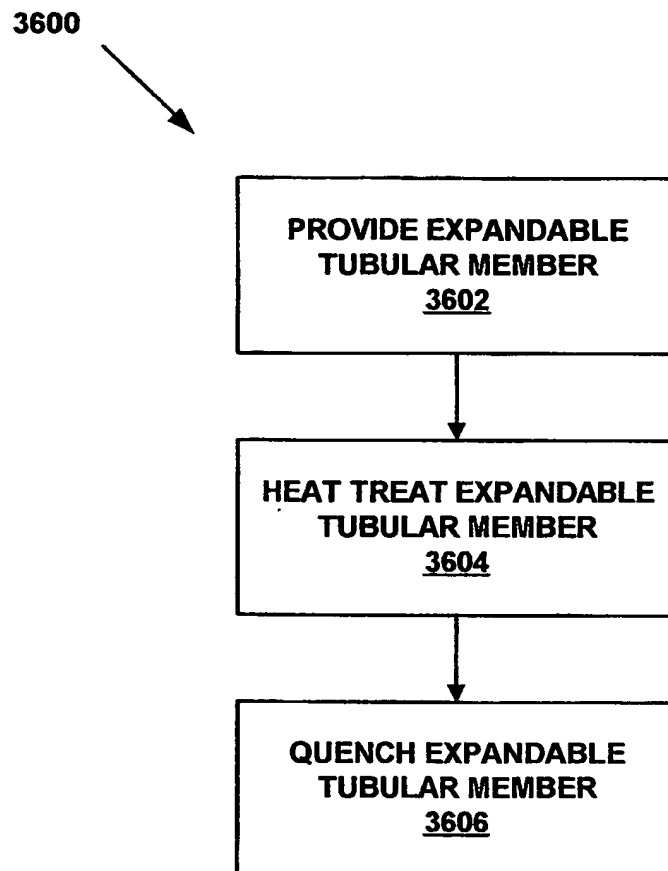 3600
PROVIDE EXPANDABLE
TUBULAR MEMBER
3602
HEAT TREAT EXPANDABLE
TUBULAR MEMBER
3604
QUENCH EXPANDABLE
TUBULAR MEMBER
3606